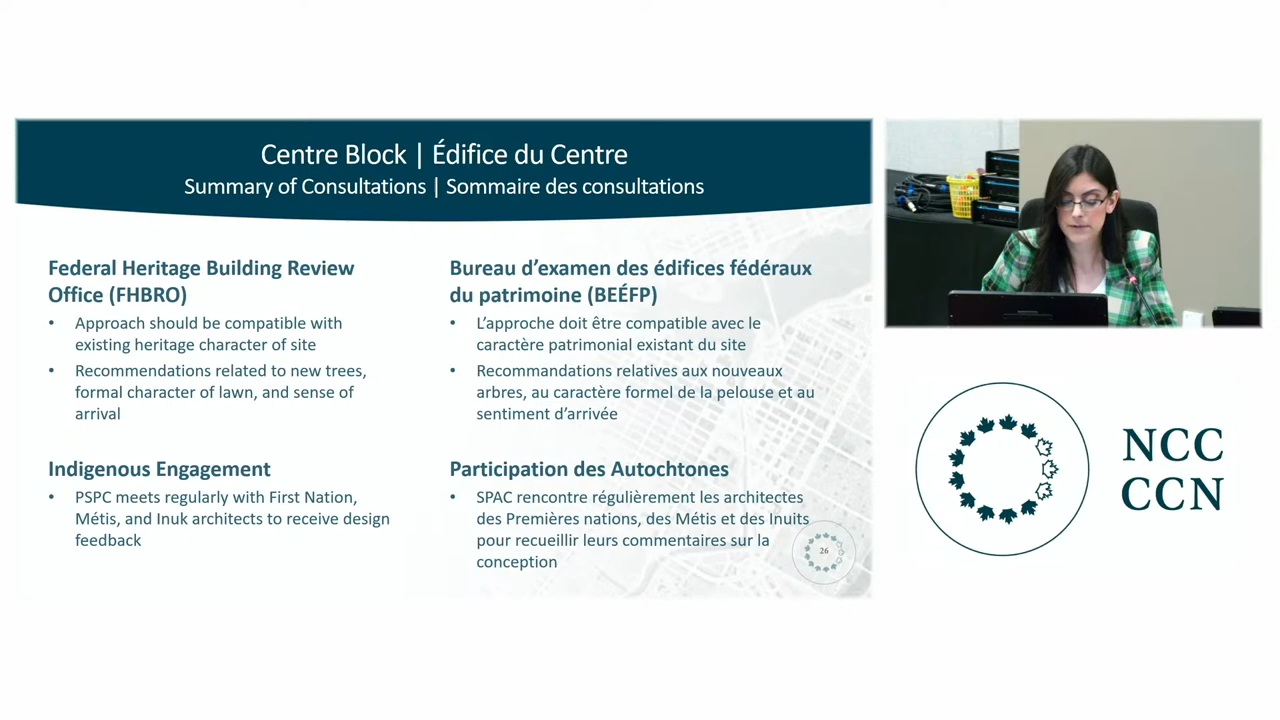 Centre Block | Édifice du Centre
Summary of Consultations | Sommaire des consultations
Federal Heritage Building Review
Office (FHBRO)
• Approach should be compatible with
existing heritage character of site
• Recommendations related to new trees,
formal character of lawn, and sense of
arrival
Indigenous Engagement
• PSPC meets regularly with First Nation,
Métis, and Inuk architects to receive design
feedback
Bureau d’examen des édifices fédéraux
du patrimoine (BEÉFP)
• L’approche doit être compatible avec le
caractère patrimonial existant du site
• Recommandations relatives aux nouveaux
arbres, au caractère formel de la pelouse et au
sentiment d’arrivée
Participation des Autochtones
• SPAC rencontre régulièrement les architectes
des Premières nations, des Métis et des Inuits
pour recueillir leurs commentaires sur la
conception
26
NCC
CCN